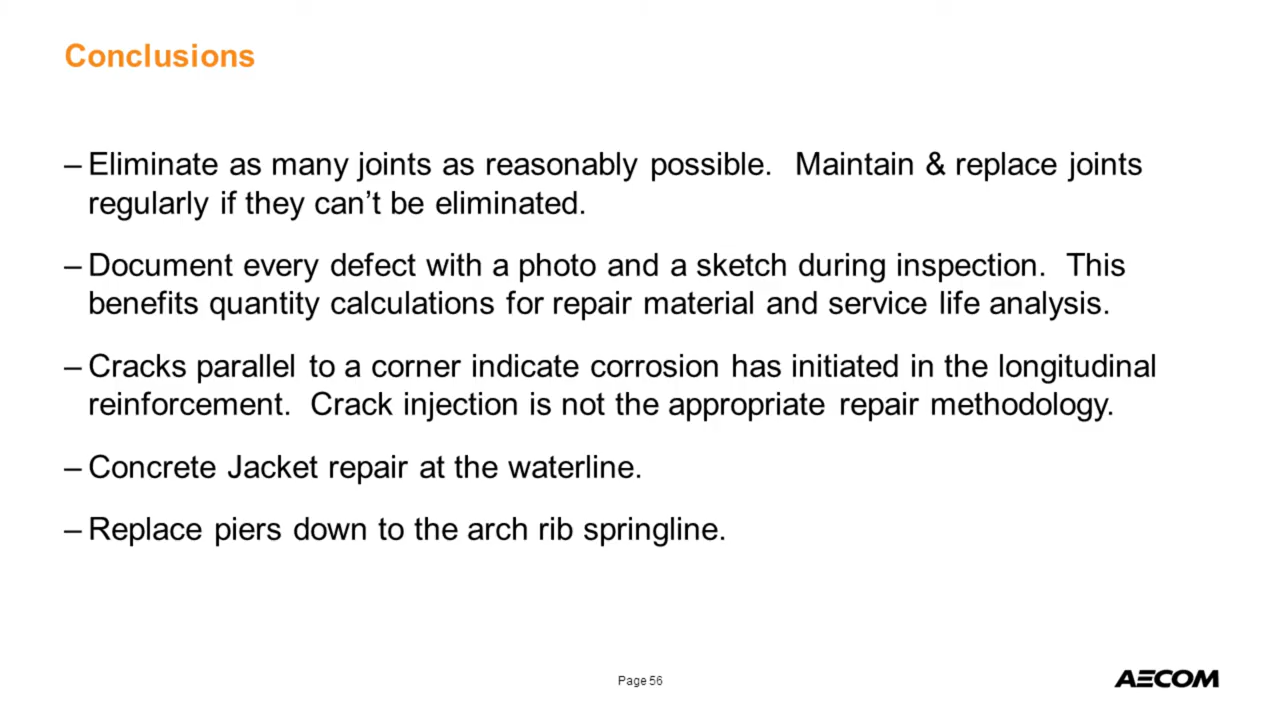 Conclusions
– Eliminate as many joints as reasonably possible.  Maintain & replace joints
regularly if they can’t be eliminated.
– Document every defect with a photo and a sketch during inspection.  This
benefits quantity calculations for repair material and service life analysis.
– Cracks parallel to a corner indicate corrosion has initiated in the longitudinal
reinforcement.  Crack injection is not the appropriate repair methodology.
– Concrete Jacket repair at the waterline.
– Replace piers down to the arch rib springline.
Page 56
AECOM